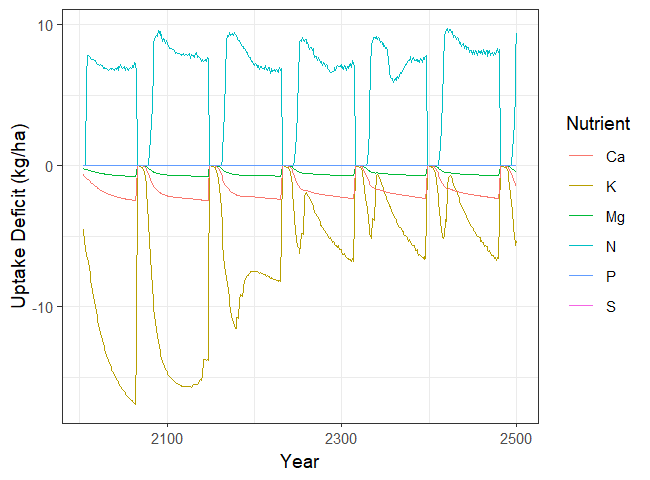 10
0
-10
Uptake Deficit (kg/ha)
2100
2300
2500
Year
Nutrient
Ca
K
Mg
N
P
S